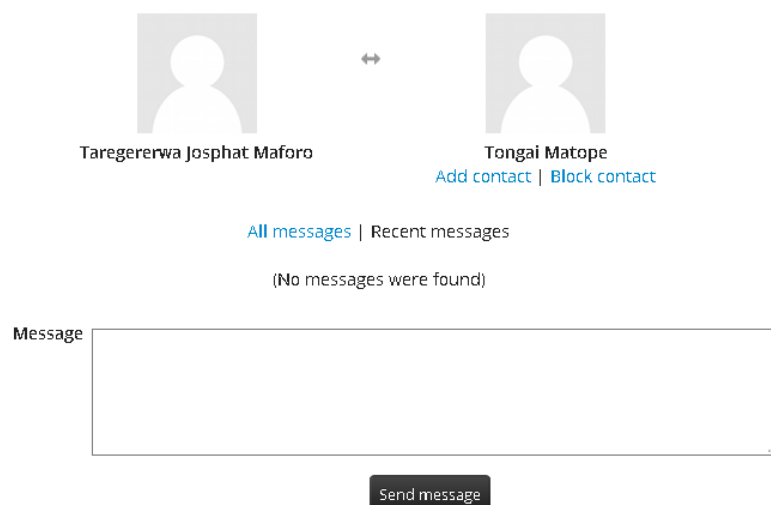 Taregererwa Josphat Maforo
Tongai Matope
Add contact | Block contact
All messages | Recent messages
(No messages were found)
Message
Send message